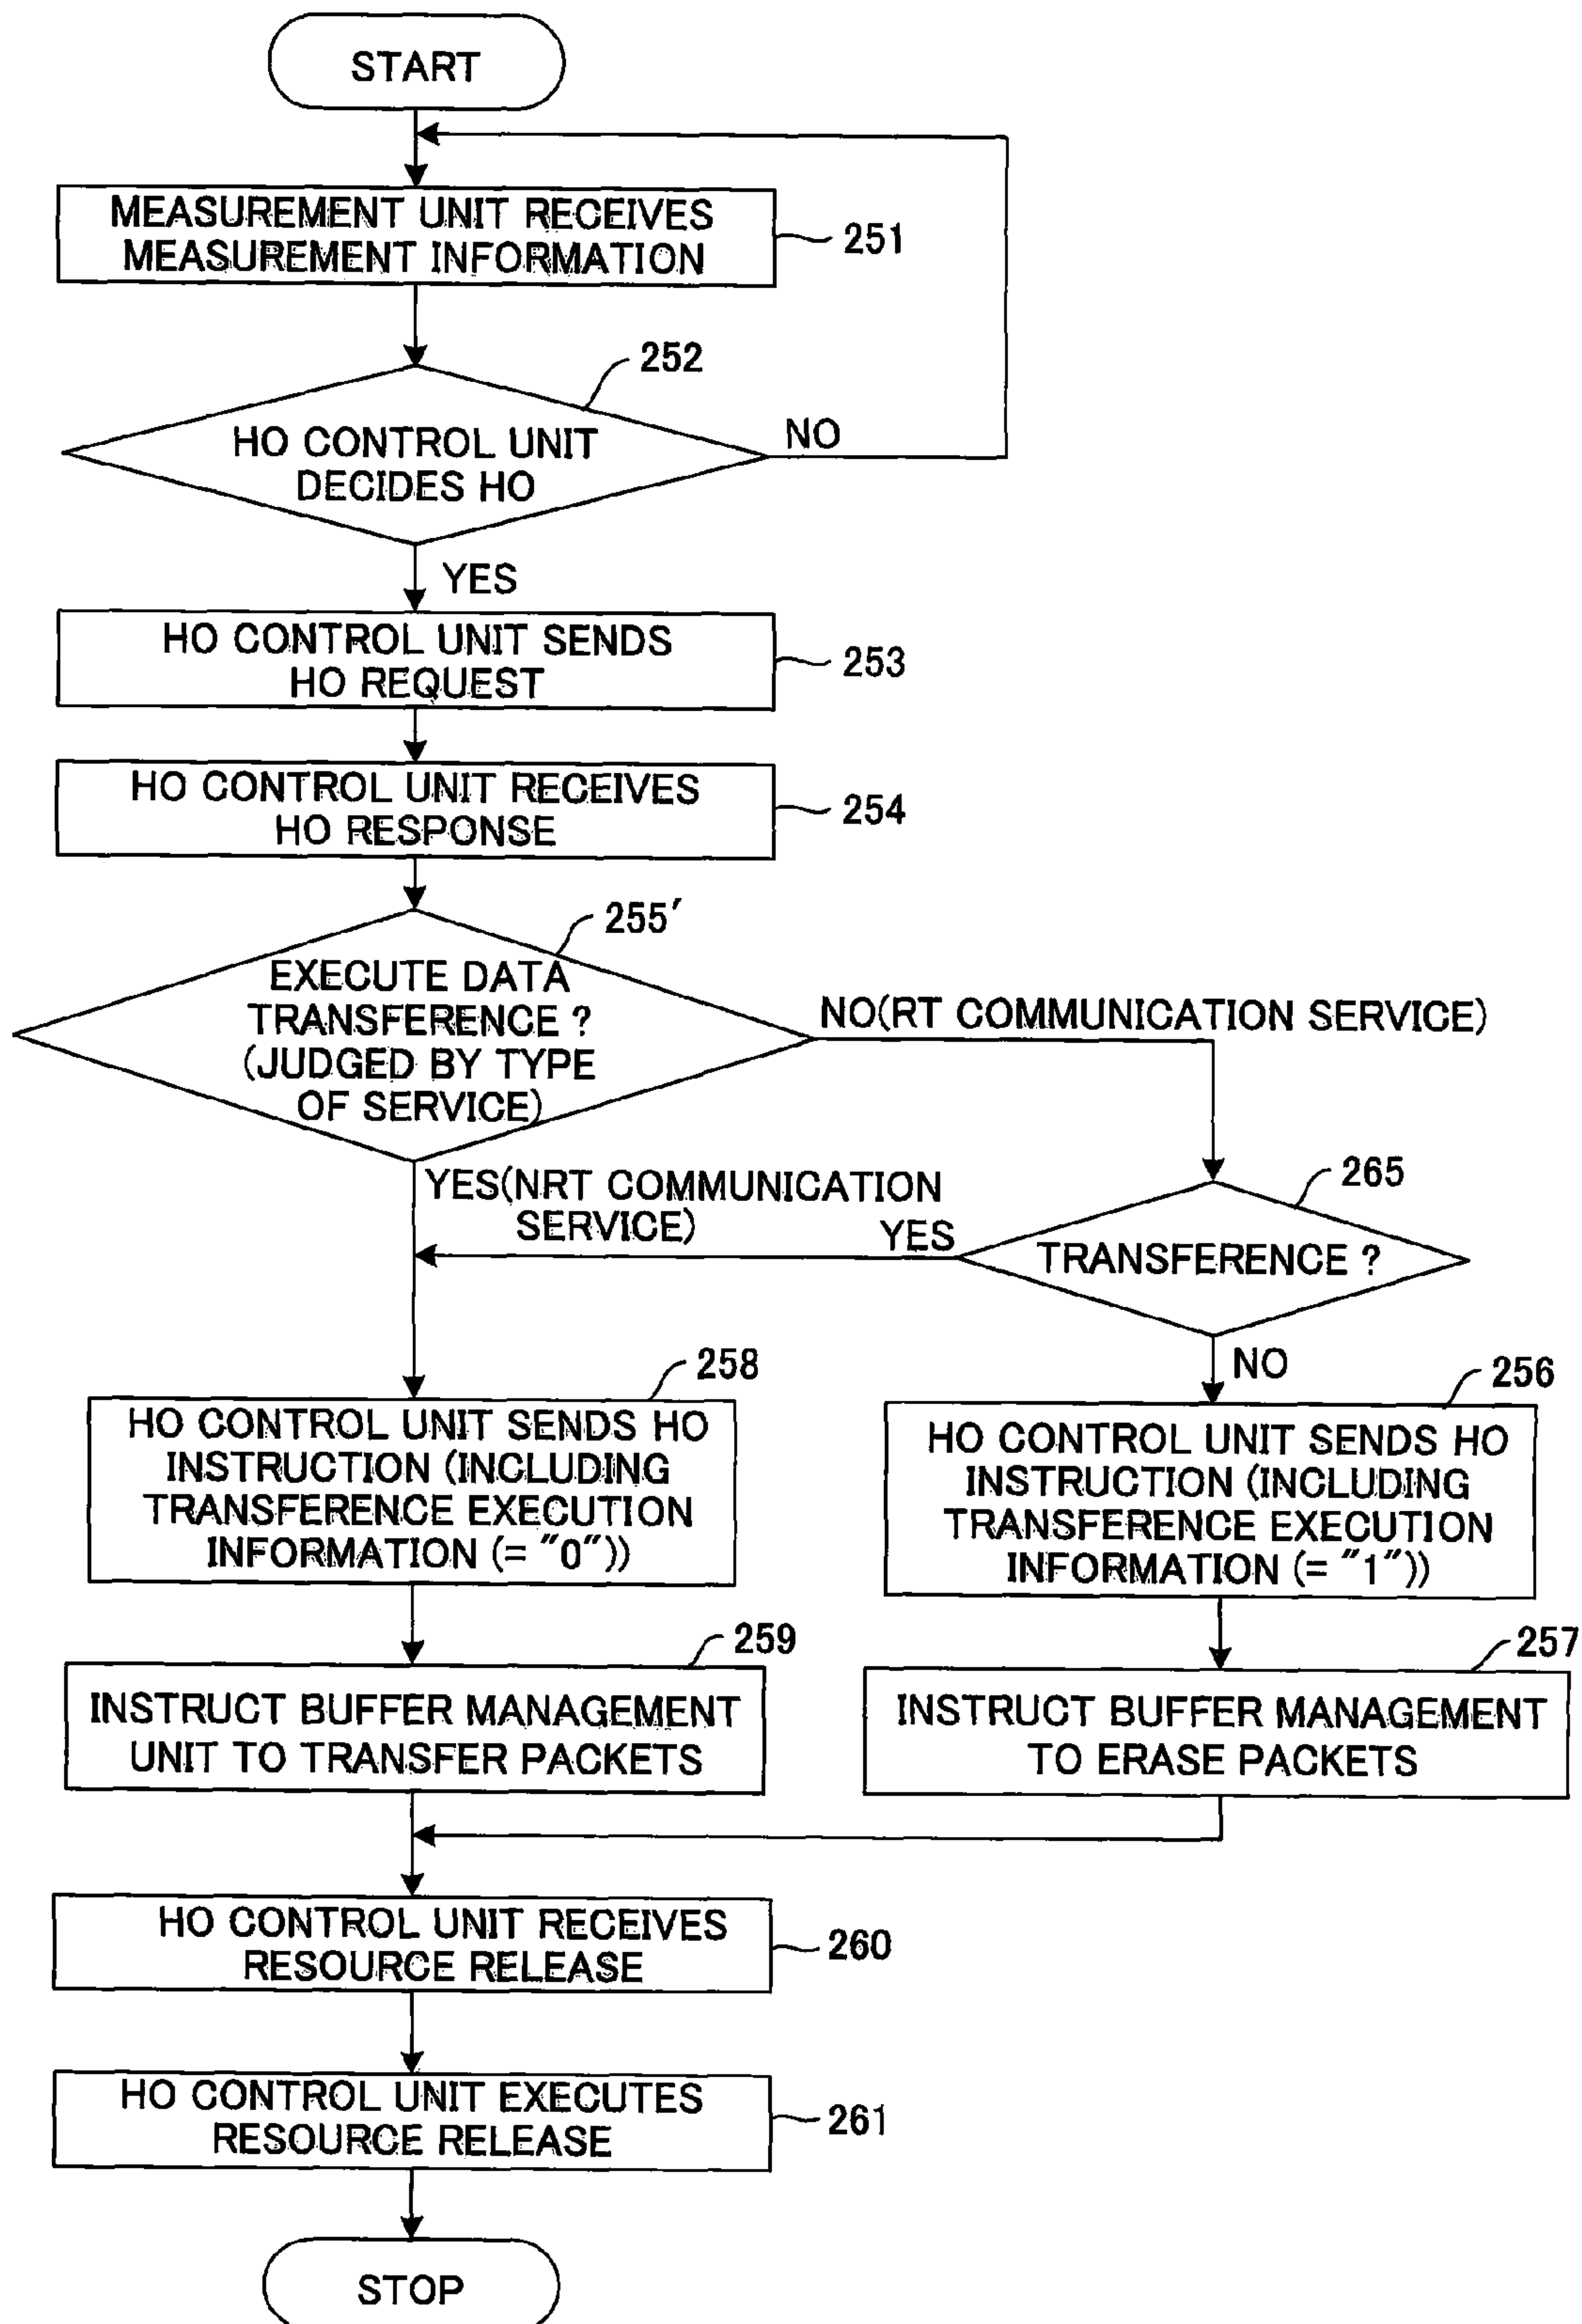 START
MEASUREMENT UNIT RECEIVES
MEASUREMENT INFORMATION
251
252
HO CONTROL UNIT
DECIDES HO
NO
YES
HO CONTROL UNIT SENDS
HO REQUEST
253
HO CONTROL UNIT RECEIVES
HO RESPONSE
254
255′
EXECUTE DATA
TRANSFERENCE ?
(JUDGED BY TYPE
OF SERVICE)
NO(RT COMMUNICATION SERVICE)
YES(NRT COMMUNICATION
SERVICE)
265
YES
TRANSFERENCE ?
NO
258
HO CONTROL UNIT SENDS HO
INSTRUCTION (INCLUDING
TRANSFERENCE EXECUTION
INFORMATION (= ″0″))
256
HO CONTROL UNIT SENDS HO
INSTRUCTION (INCLUDING
TRANSFERENCE EXECUTION
INFORMATION (= ″1″))
259
INSTRUCT BUFFER MANAGEMENT
UNIT TO TRANSFER PACKETS
257
INSTRUCT BUFFER MANAGEMENT
TO ERASE PACKETS
HO CONTROL UNIT RECEIVES
RESOURCE RELEASE
260
HO CONTROL UNIT EXECUTES
RESOURCE RELEASE
261
STOP